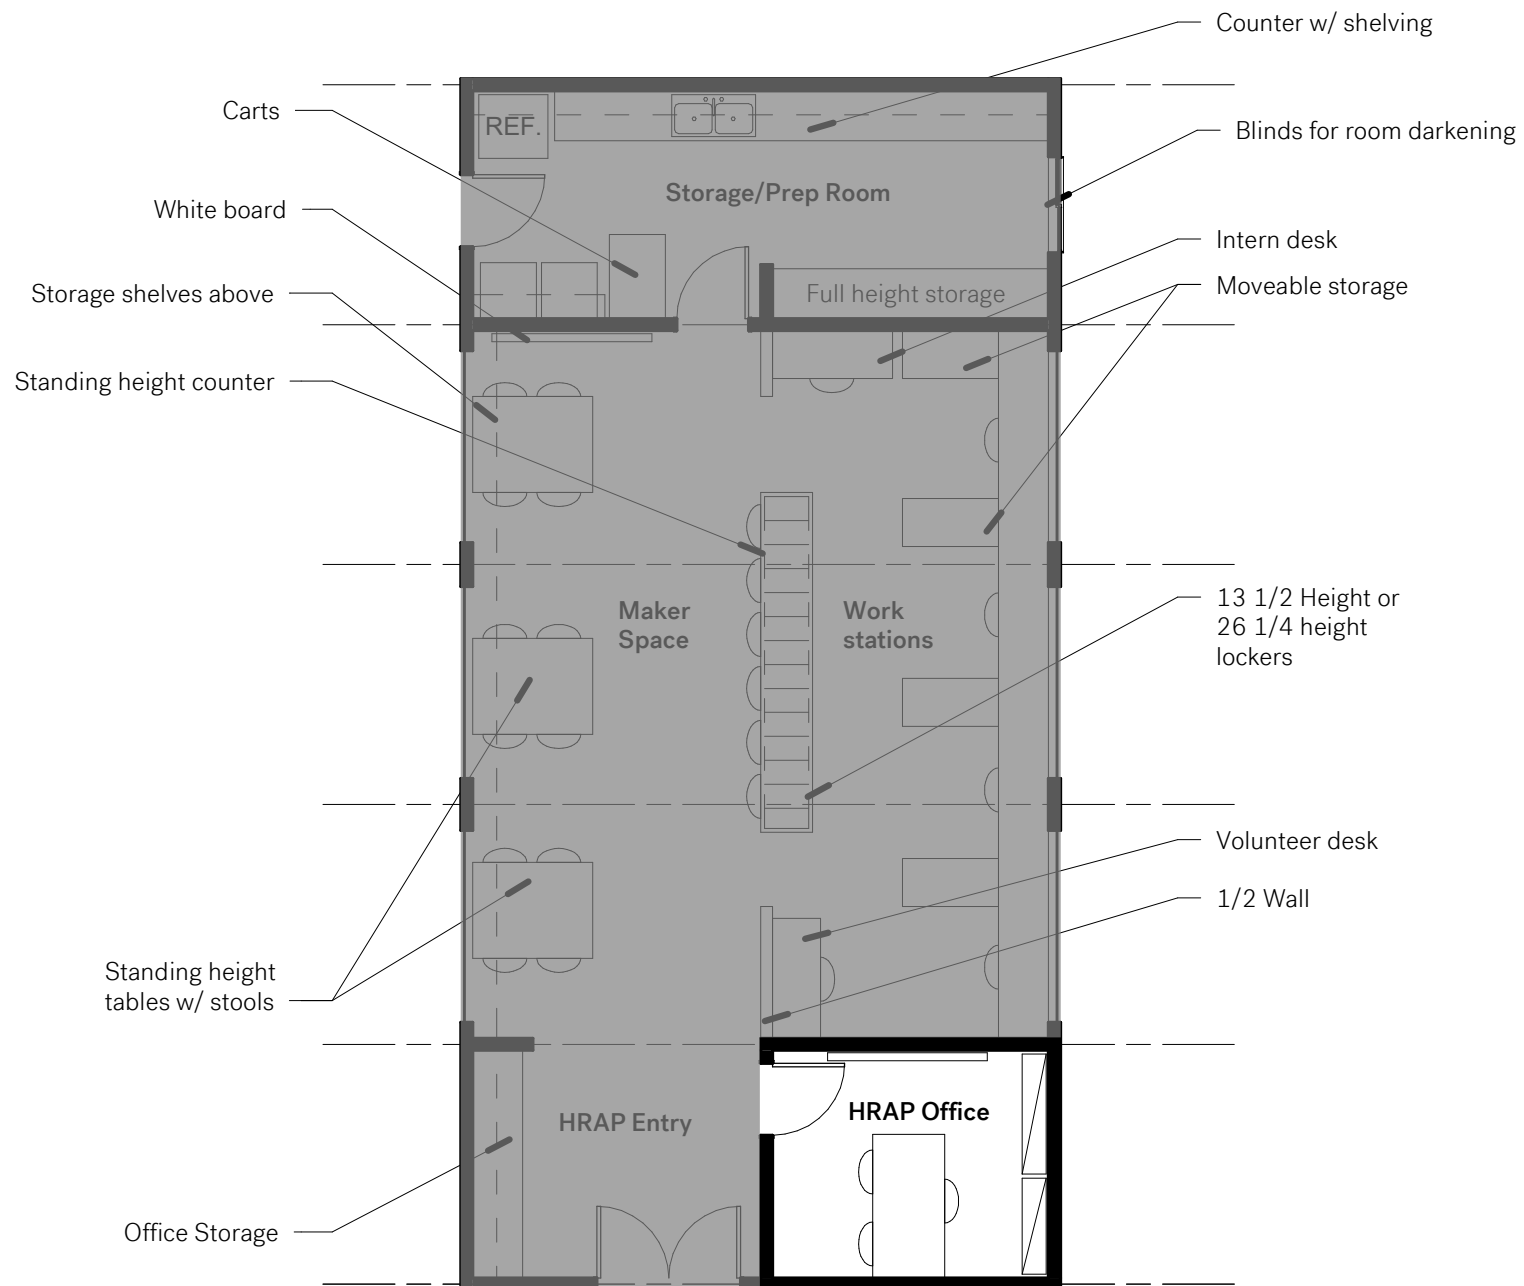 Counter w/ shelving
Carts
REF.
Blinds for room darkening
Storage/Prep Room
White board
Intern desk
Storage shelves above
Full height storage
Moveable storage
Standing height counter
Maker
Space
Work
stations
13 1/2 Height or
26 1/4 height
lockers
Volunteer desk
1/2 Wall
Standing height
tables w/ stools
HRAP Entry
HRAP Office
Office Storage